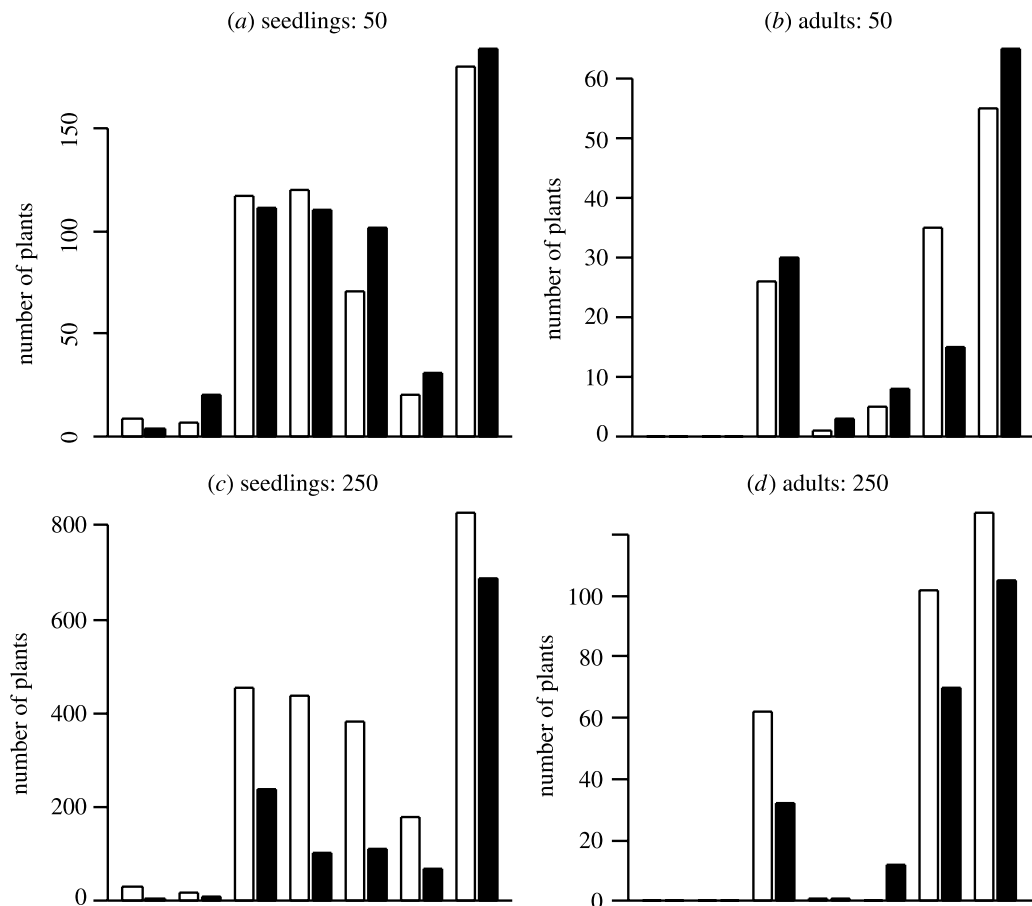 (a) seedlings: 50
150
100
50
0
number of plants
(b) adults: 50
60
50
40
30
20
10
0
number of plants
(c) seedlings: 250
800
600
400
200
0
number of plants
(d) adults: 250
100
80
60
40
20
0
number of plants